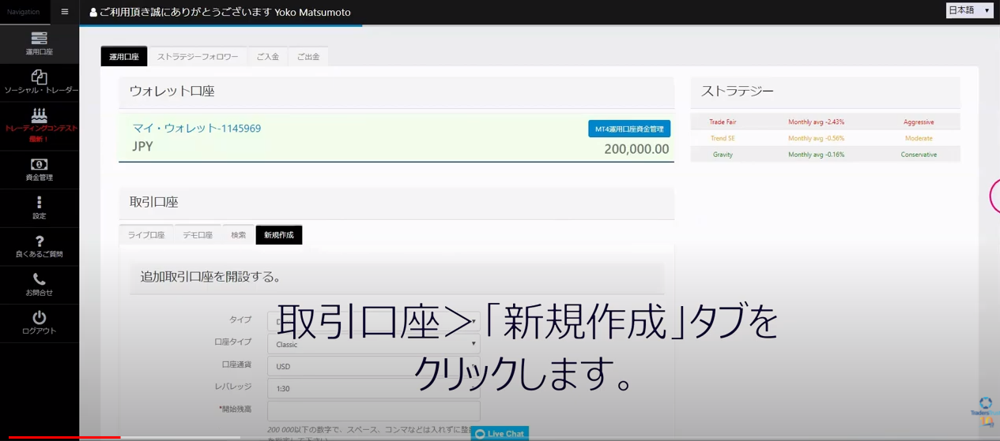 Navigation
ご利用頂き誠にありがとうございます Yoko Matsumoto
日本語
運用口座
ソーシャル・トレーダー
トレーディングコンテスト
最新！
資金管理
設定
良くあるご質問
お問合せ
ログアウト
運用口座 ストラテジーフォロワー ご入金 ご出金
ウォレット口座
マイ・ウォレット-1145969
MT4運用口座資金管理
JPY
200,000.00
ストラテジー
Trade Fair Monthly avg -2.43% Aggressive
Trend SE Monthly avg -0.56% Moderate
Gravity Monthly avg -0.16% Conservative
取引口座
ライブ口座 デモ口座 検索 新規作成
追加取引口座を開設する。
タイプ
口座タイプ Classic
口座通貨 USD
レバレッジ 1:30
*開始残高
200 000以下の数字で、スペース、コンマなどは入れずに
取引口座＞「新規作成」タブを
クリックします。
Live Chat